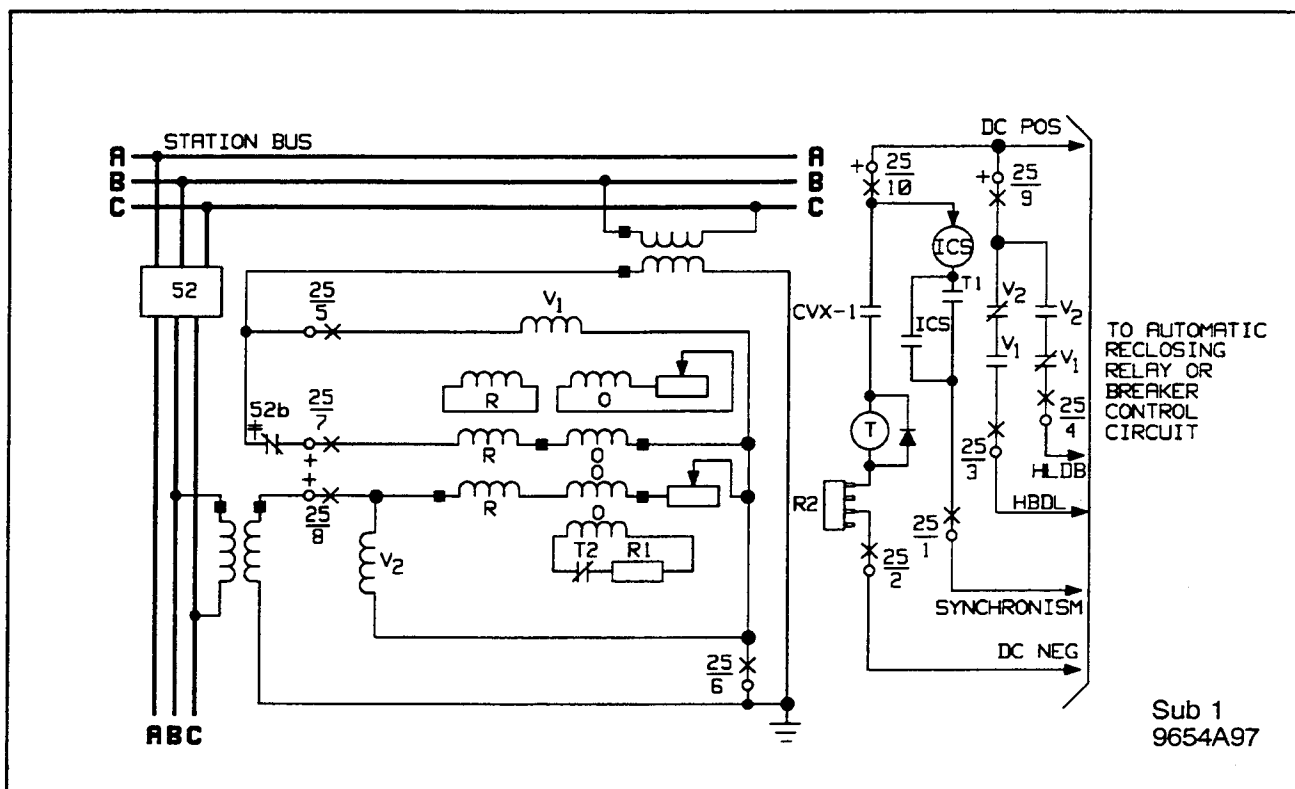 DC POS
STATION BUS
A
A
B
B
C
C
+
25
10
+
25
9
ICS
T1
52
25
5
V1
CVX-1
ICS
V2
V2
V1
V1
TO AUTOMATIC
RECLOSING
RELAY OR
BREAKER
CONTROL
CIRCUIT
R
O
52b
25
7
25
4
T
R
O
HLDB
25
3
+
+
O
R2
HBDL
25
8
R
O
25
1
V2
T2
R1
25
2
SYNCHRONISM
25
6
DC NEG
Sub 1
9654A97
A B C